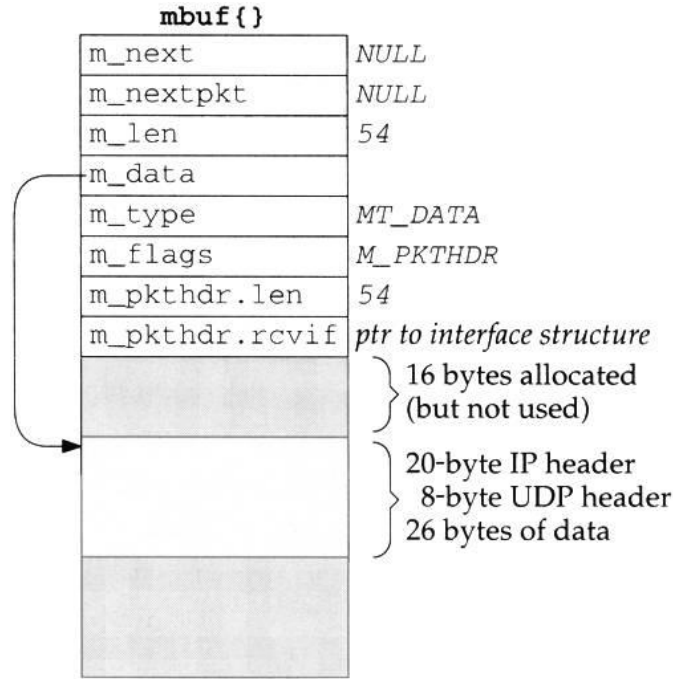 mbuf{}
m_next NULL
m_nextpkt NULL
m_len 54
m_data
m_type MT_DATA
m_flags M_PKTHDR
m_pkthdr.len 54
m_pkthdr.rcvif ptr to interface structure
16 bytes allocated
(but not used)
20-byte IP header
8-byte UDP header
26 bytes of data